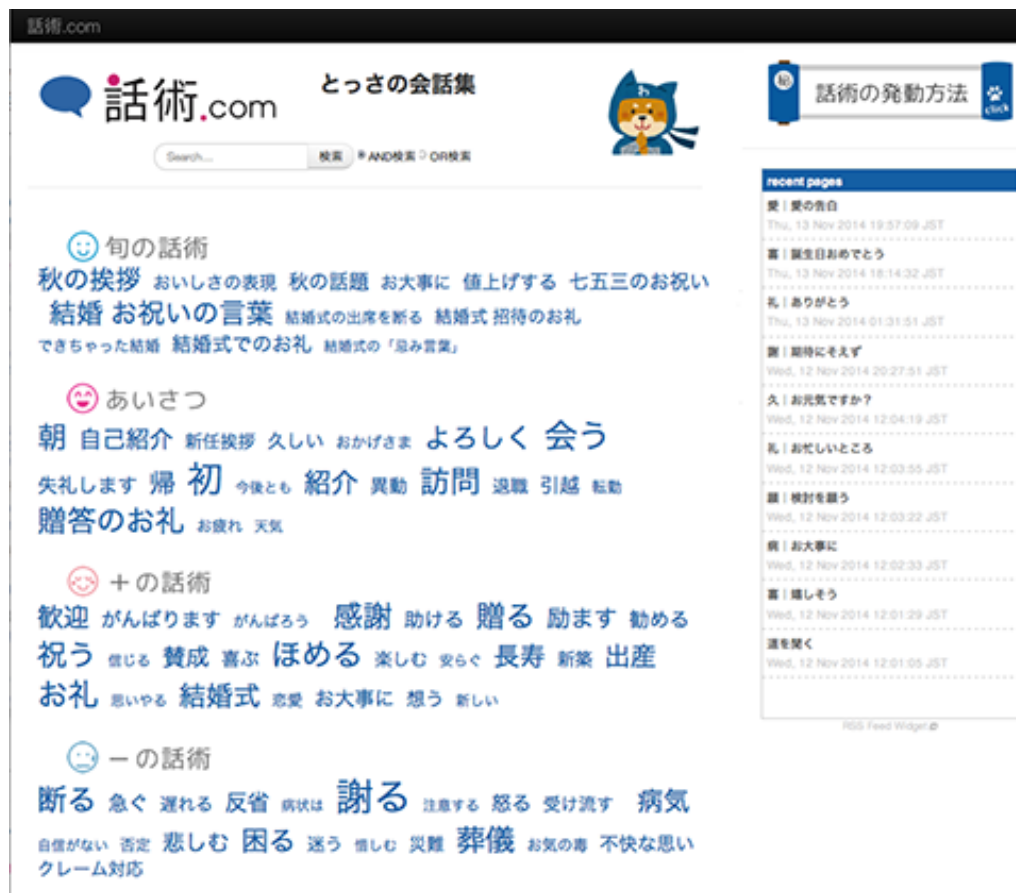 話術.com
話術.com
とっさの会話集
わ
Search...
検索
AND検索 OR検索
旬の話術
秋の挨拶 おいしさの表現 秋の話題 お大事に 値上げする 七五三のお祝い
結婚 お祝いの言葉 結婚式の出席を断る 結婚式 招待のお礼
できちゃった結婚 結婚式でのお礼 結婚式の「忌み言葉」
あいさつ
朝 自己紹介 新任挨拶 久しい おかげさま よろしく 会う
失礼します 帰 初 今後とも 紹介 異動 訪問 退職 引越 転勤
贈答のお礼 お疲れ 天気
+の話術
歓迎 がんばります がんばろう 感謝 助ける 贈る 励ます 勧める
祝う 信じる 賛成 喜ぶ ほめる 楽しむ 安らぐ 長寿 新築 出産
お礼 思いやる 結婚式 恋愛 お大事に 想う 新しい
−の話術
断る 急ぐ 遅れる 反省 病状は 謝る 注意する 怒る 受け流す 病気
自信がない 否定 悲しむ 困る 迷う 惜しむ 災難 葬儀 お気の毒 不快な思い
クレーム対応
秘
話術の発動方法
click
recent pages
愛|愛の告白
Thu, 13 Nov 2014 19:57:09 JST
喜|誕生日おめでとう
Thu, 13 Nov 2014 18:14:32 JST
礼|ありがとう
Thu, 13 Nov 2014 01:31:51 JST
謝|期待にそえず
Wed, 12 Nov 2014 20:27:51 JST
久|お元気ですか?
Wed, 12 Nov 2014 12:04:19 JST
礼|お忙しいところ
Wed, 12 Nov 2014 12:03:55 JST
願|検討を願う
Wed, 12 Nov 2014 12:03:22 JST
病|お大事に
Wed, 12 Nov 2014 12:02:33 JST
喜|嬉しそう
Wed, 12 Nov 2014 12:01:29 JST
道を聞く
Wed, 12 Nov 2014 12:01:05 JST
RSS Feed Widget